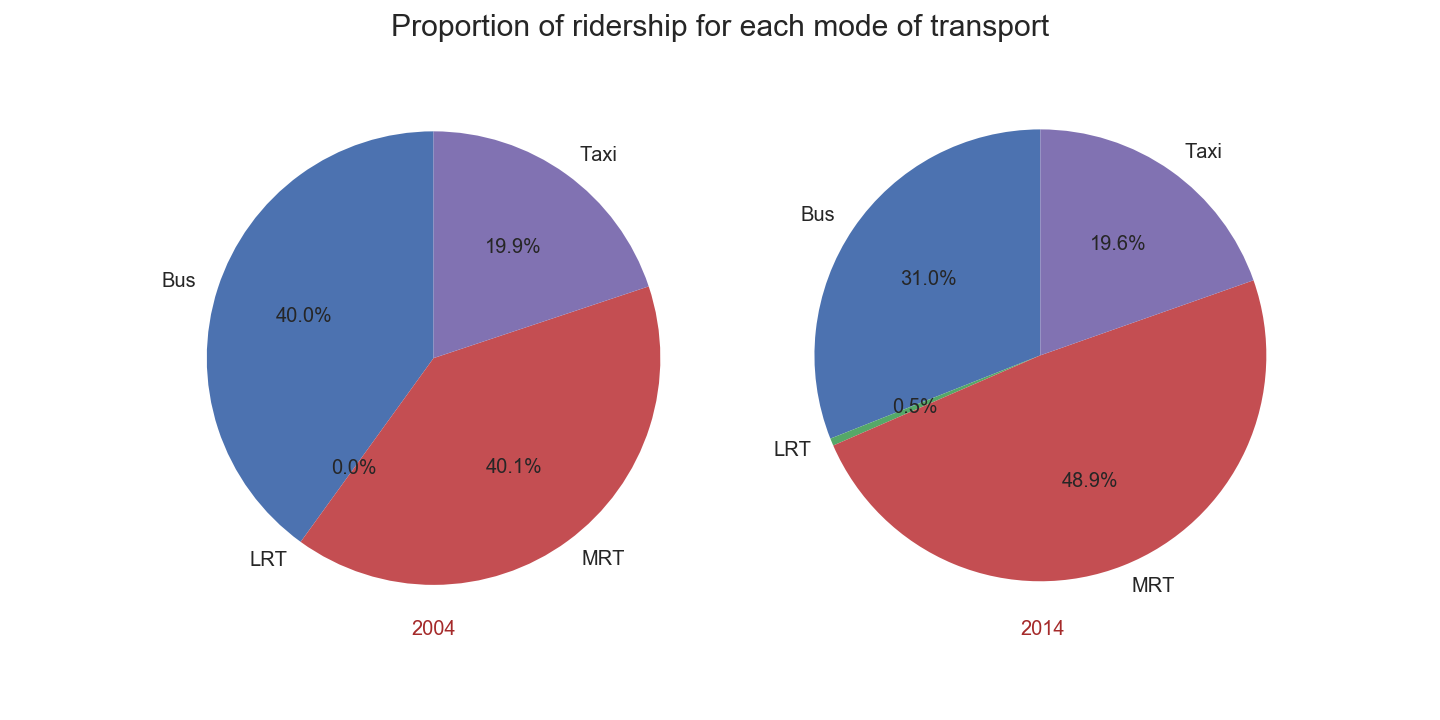 Proportion of ridership for each mode of transport
Taxi
19.9%
Bus
40.0%
0.0%
40.1%
LRT
MRT
2004
Taxi
Bus
19.6%
31.0%
0.5%
LRT
48.9%
MRT
2014